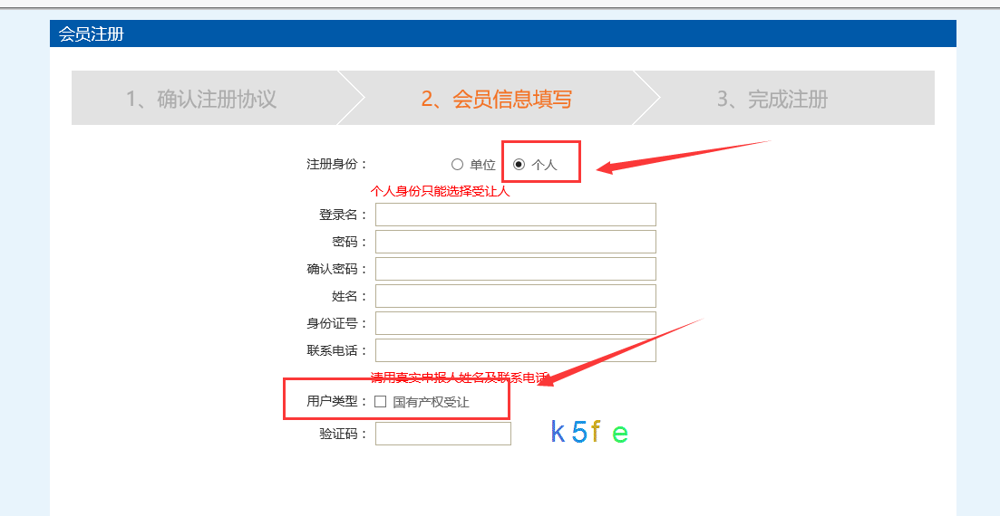 会员注册
1、确认注册协议 2、会员信息填写 3、完成注册
注册身份： 单位 个人
个人身份只能选择受让人
登录名：
密码：
确认密码：
姓名：
身份证号：
联系电话：
请用真实申报人姓名及联系电话
用户类型： 国有产权受让
验证码： k5fe